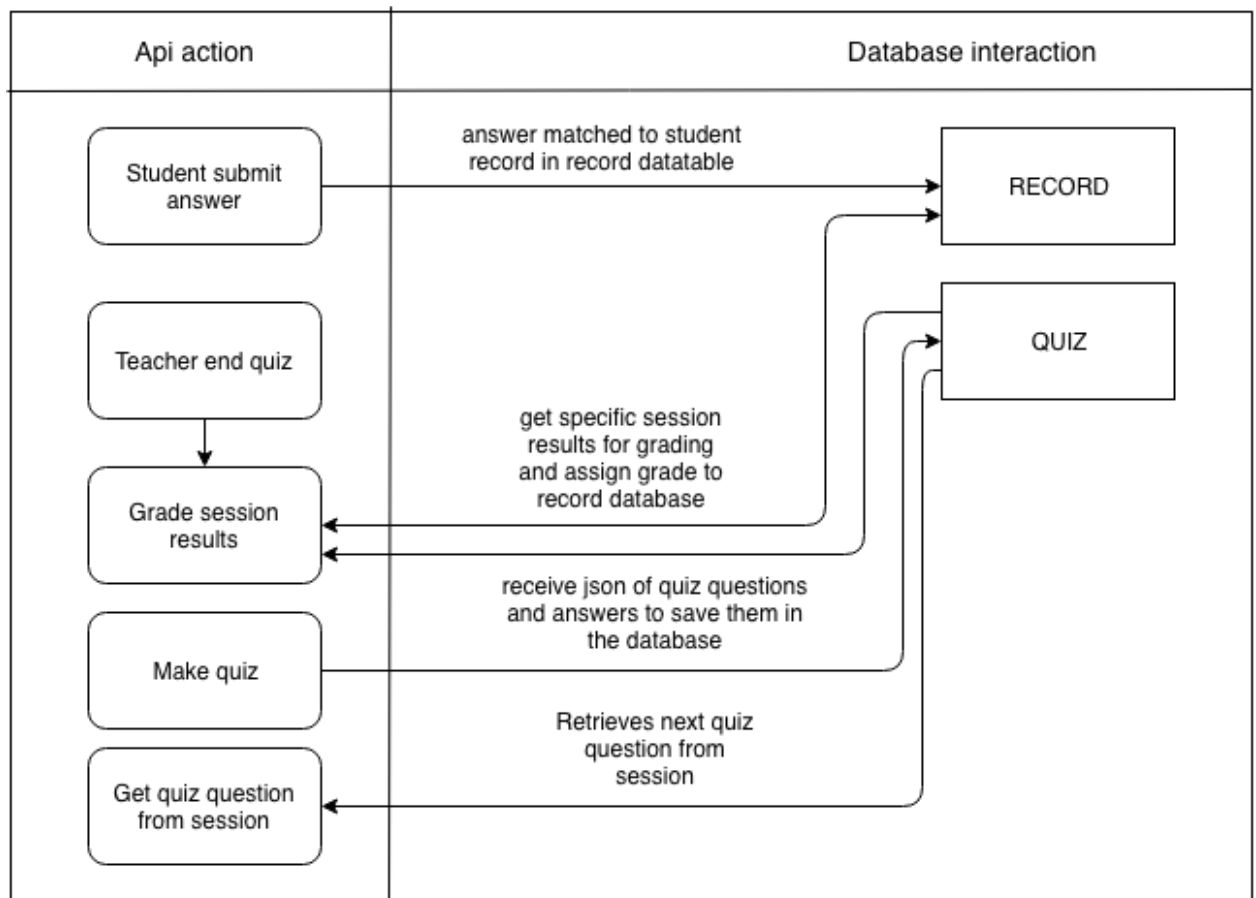 Api action
Database interaction
answer matched to student
record in record datatable
Student submit
answer
RECORD
Teacher end quiz
QUIZ
get specific session
results for grading
and assign grade to
record database
Grade session
results
receive json of quiz questions
and answers to save them in
the database
Make quiz
Retrieves next quiz
question from
session
Get quiz question
from session